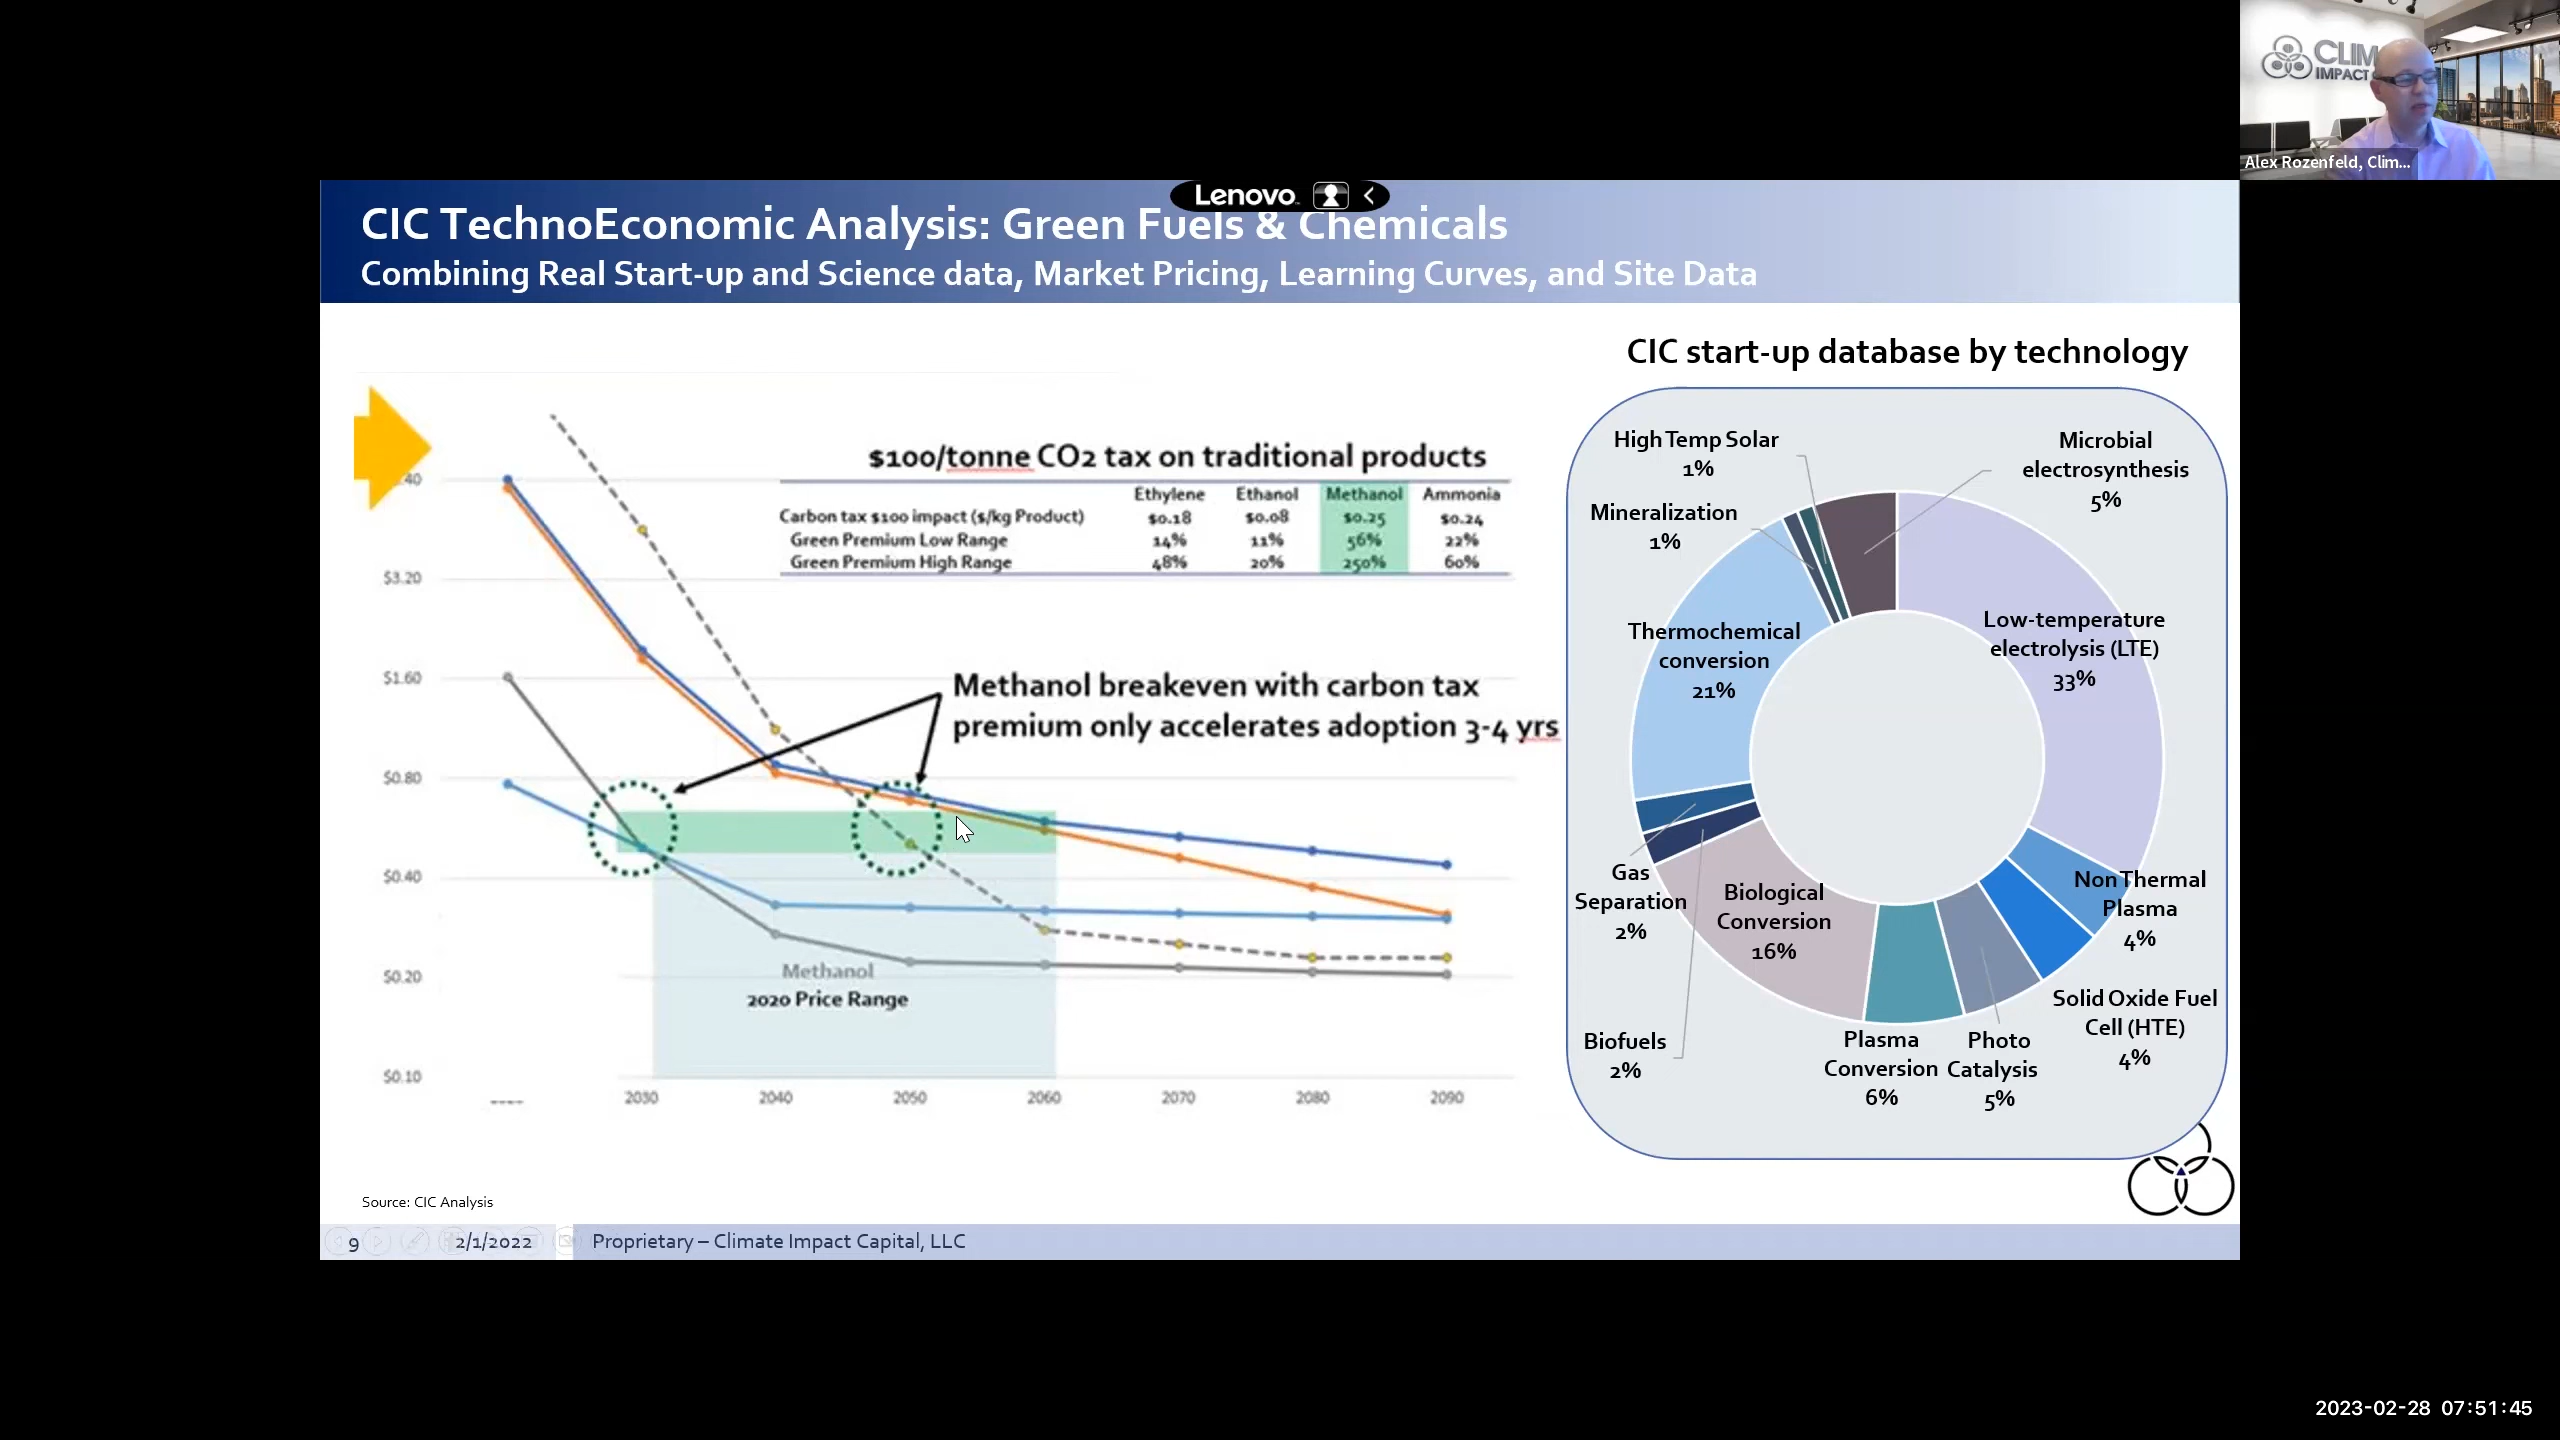 CLIM
IMPACT
Alex Rozenfeld, Clim...
Lenovo
CIC TechnoEconomic Analysis: Green Fuels & Chemicals
Combining Real Start-up and Science data, Market Pricing, Learning Curves, and Site Data
CIC start-up database by technology
$100/tonne CO2 tax on traditional products
Ethylene Ethanol Methanol Ammonia
Carbon tax $100 impact ($/kg Product) $0.18 $0.08 $0.25 $0.24
Green Premium Low Range 14% 11% 56% 22%
Green Premium High Range 48% 20% 250% 60%
.40
$3.20
$1.60
$0.80
$0.40
$0.20
$0.10
Methanol breakeven with carbon tax
premium only accelerates adoption 3-4 yrs
Methanol
2020 Price Range
2030 2040 2050 2060 2070 2080 2090
High Temp Solar
1%
Microbial
electrosynthesis
5%
Mineralization
1%
Low-temperature
electrolysis (LTE)
33%
Thermochemical
conversion
21%
Gas
Separation
2%
Biological
Conversion
16%
Non Thermal
Plasma
4%
Solid Oxide Fuel
Cell (HTE)
4%
Biofuels
2%
Plasma
Conversion
6%
Photo
Catalysis
5%
Source: CIC Analysis
9
2/1/2022
Proprietary – Climate Impact Capital, LLC
2023-02-28 07:51:45